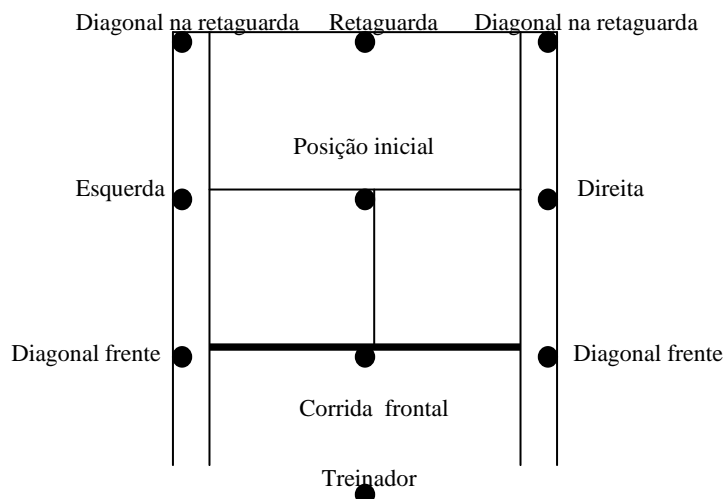 Diagonal na retaguarda Retaguarda Diagonal na retaguarda
Posição inicial
Esquerda Direita
Diagonal frente Diagonal frente
Corrida frontal
Treinador